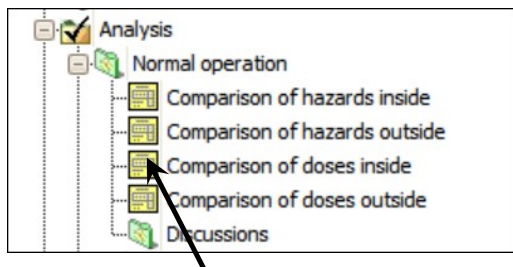 Analysis
Normal operation
Comparison of hazards inside
Comparison of hazards outside
Comparison of doses inside
Comparison of doses outside
Discussions